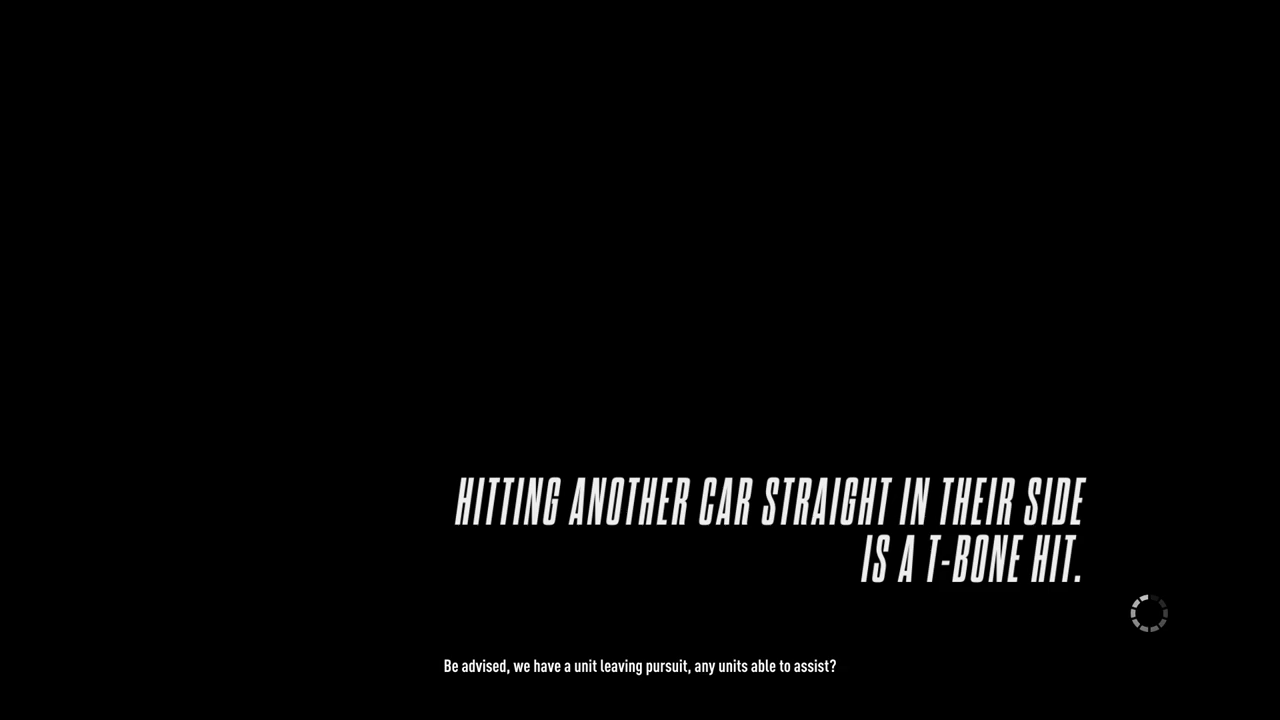 HITTING ANOTHER CAR STRAIGHT IN THEIR SIDE
IS A T-BONE HIT.
Be advised, we have a unit leaving pursuit, any units able to assist?